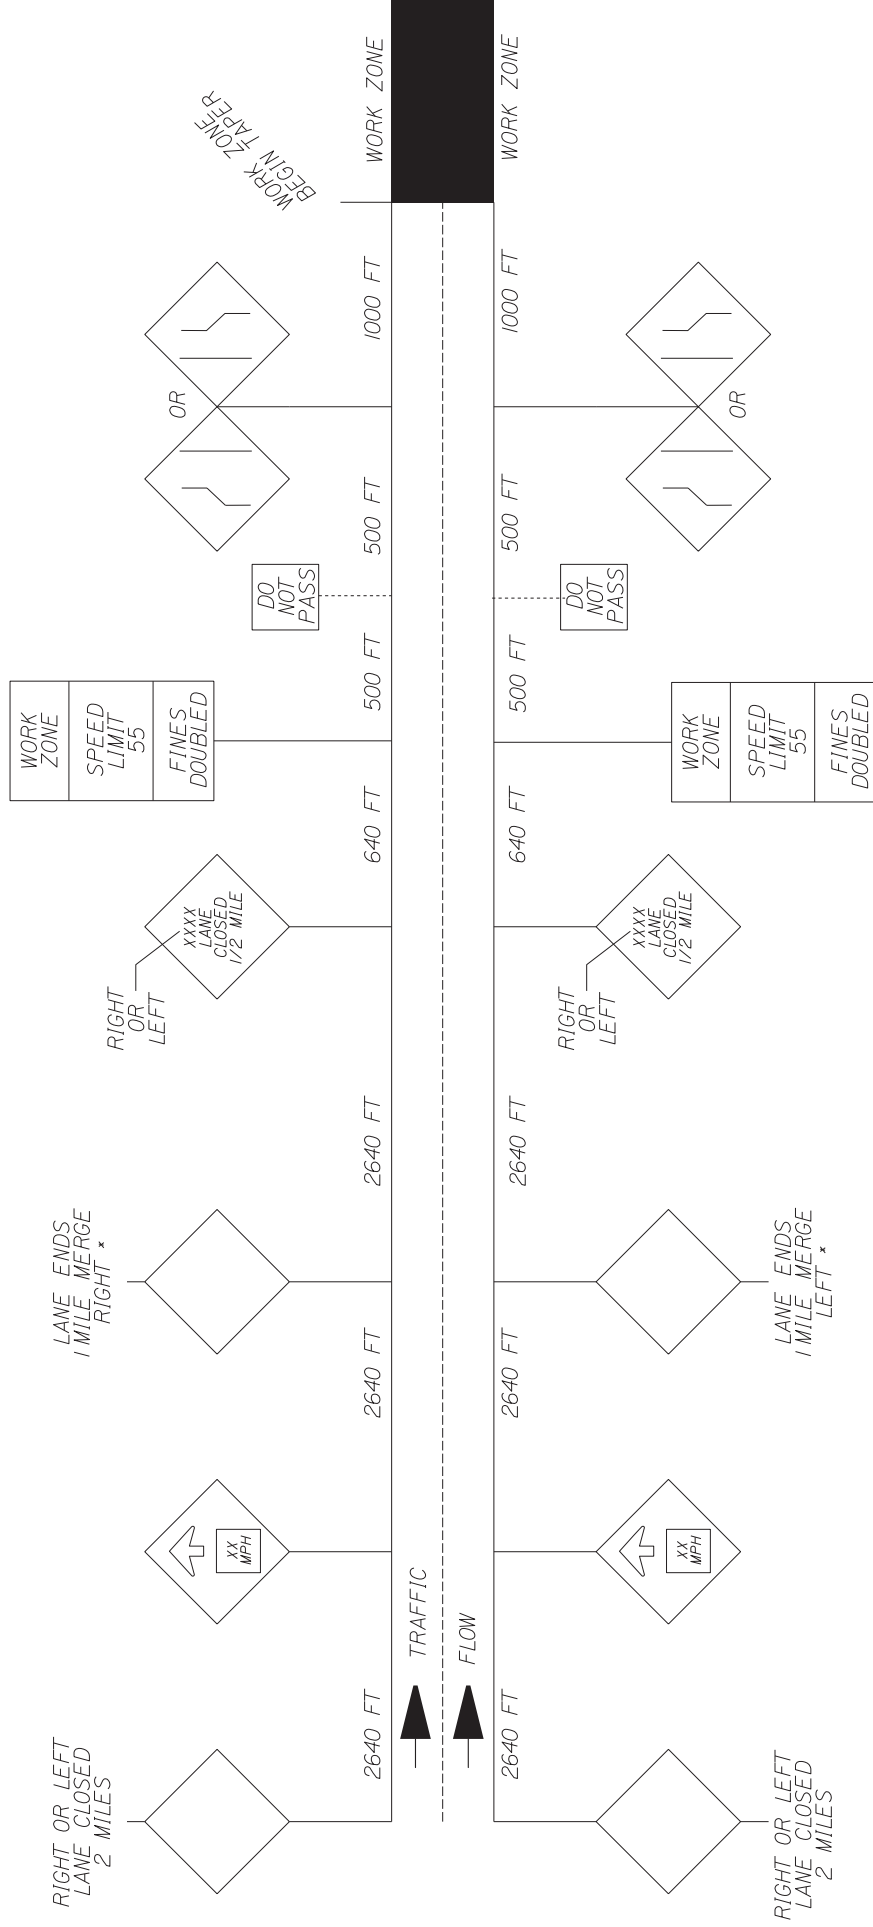 RIGHT OR LEFT
LANE CLOSED
2 MILES
XX
MPH
LANE ENDS
1 MILE MERGE
RIGHT *
RIGHT
OR
LEFT
XXXX
LANE
CLOSED
1/2 MILE
WORK
ZONE
SPEED
LIMIT
55
FINES
DOUBLED
DO
NOT
PASS
OR
WORK ZONE
BEGIN TAPER
2640 FT
2640 FT
2640 FT
640 FT
500 FT
500 FT
1000 FT
WORK ZONE
TRAFFIC
FLOW
2640 FT
2640 FT
2640 FT
640 FT
500 FT
500 FT
1000 FT
WORK ZONE
RIGHT OR LEFT
LANE CLOSED
2 MILES
XX
MPH
LANE ENDS
1 MILE MERGE
LEFT *
RIGHT
OR
LEFT
XXXX
LANE
CLOSED
1/2 MILE
WORK
ZONE
SPEED
LIMIT
55
FINES
DOUBLED
DO
NOT
PASS
OR